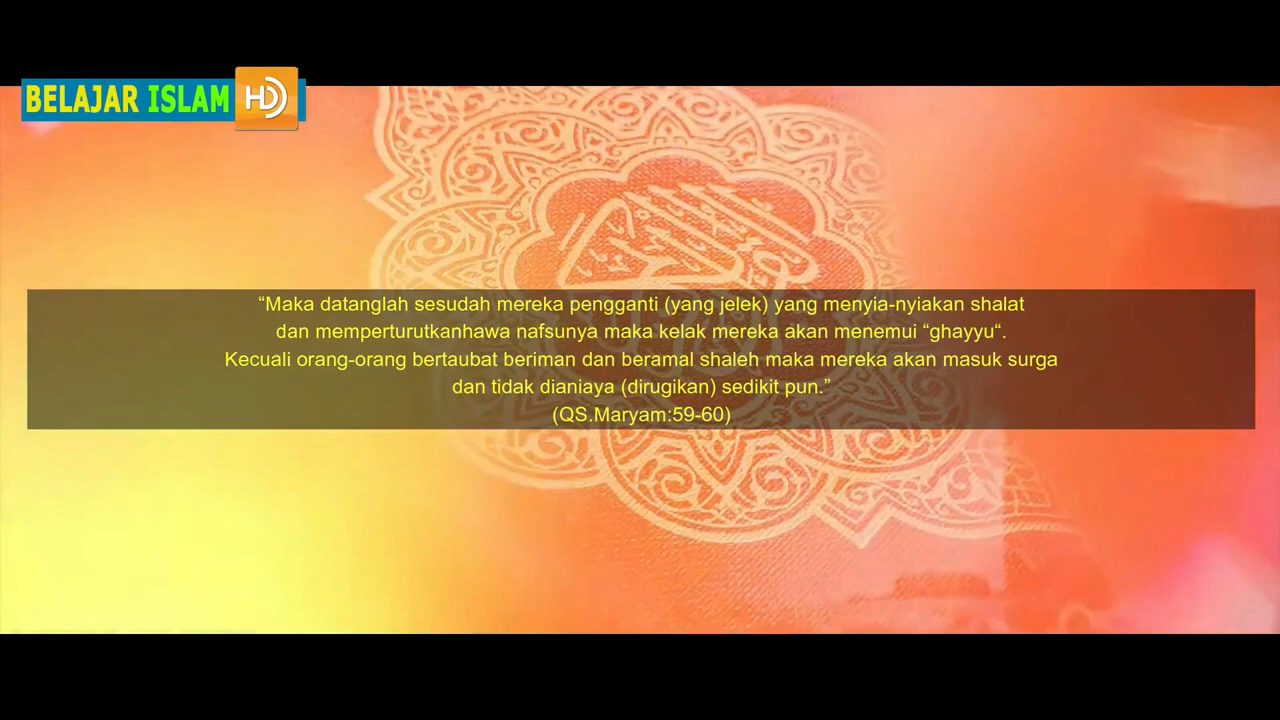 BELAJAR ISLAM HD
“Maka datanglah sesudah mereka pengganti (yang jelek) yang menyia-nyiakan shalat
dan memperturutkanhawa nafsunya maka kelak mereka akan menemui “ghayyu“.
Kecuali orang-orang bertaubat beriman dan beramal shaleh maka mereka akan masuk surga
dan tidak dianiaya (dirugikan) sedikit pun.”
(QS.Maryam:59-60)